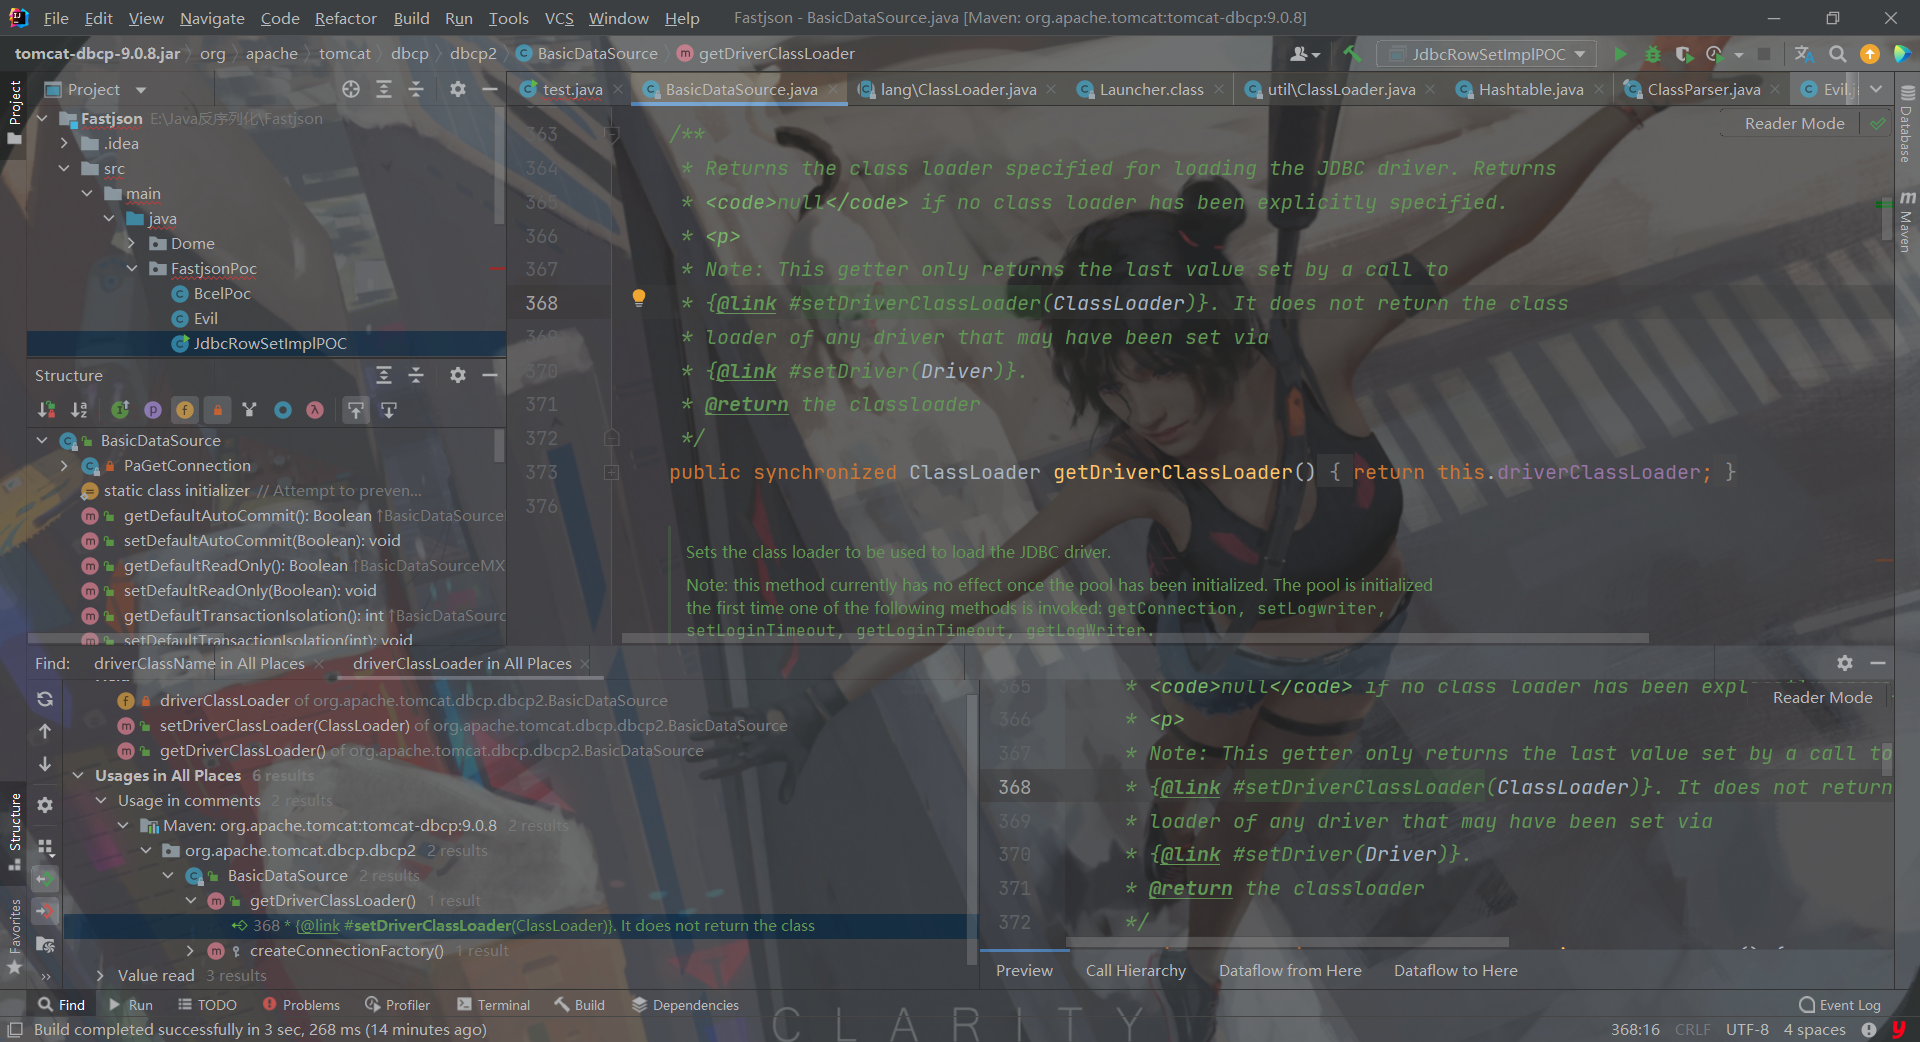 File Edit View Navigate Code Refactor Build Run Tools VCS Window Help Fastjson - BasicDataSource.java [Maven: org.apache.tomcat:tomcat-dbcp:9.0.8]
tomcat-dbcp-9.0.8.jar org apache tomcat dbcp dbcp2 BasicDataSource getDriverClassLoader JdbcRowSetImplPOC
Project test.java BasicDataSource.java lang\ClassLoader.java Launcher.class util\ClassLoader.java Hashtable.java ClassParser.java Evil.j
Project
Structure
Favorites
Database
Maven
Fastjson E:\Java反序列化\Fastjson
.idea
src
main
java
Dome
FastjsonPoc
BcelPoc
Evil
JdbcRowSetImplPOC
Structure
BasicDataSource
PaGetConnection
static class initializer // Attempt to preven...
getDefaultAutoCommit(): Boolean ↑BasicDataSource
setDefaultAutoCommit(Boolean): void
getDefaultReadOnly(): Boolean ↑BasicDataSourceMX
setDefaultReadOnly(Boolean): void
getDefaultTransactionIsolation(): int ↑BasicDataSourc
setDefaultTransactionIsolation(int): void
Reader Mode
363 /**
364 * Returns the class loader specified for loading the JDBC driver. Returns
365 * <code>null</code> if no class loader has been explicitly specified.
366 * <p>
367 * Note: This getter only returns the last value set by a call to
368 * {@link #setDriverClassLoader(ClassLoader)}. It does not return the class
369 * loader of any driver that may have been set via
370 * {@link #setDriver(Driver)}.
371 * @return the classloader
372 */
373 public synchronized ClassLoader getDriverClassLoader() { return this.driverClassLoader; }
376
Sets the class loader to be used to load the JDBC driver.
Note: this method currently has no effect once the pool has been initialized. The pool is initialized
the first time one of the following methods is invoked: getConnection, setLogwriter,
setLoginTimeout, getLoginTimeout, getLogWriter.
Find: driverClassName in All Places driverClassLoader in All Places
driverClassLoader of org.apache.tomcat.dbcp.dbcp2.BasicDataSource
setDriverClassLoader(ClassLoader) of org.apache.tomcat.dbcp.dbcp2.BasicDataSource
getDriverClassLoader() of org.apache.tomcat.dbcp.dbcp2.BasicDataSource
Usages in All Places 6 results
Usage in comments 2 results
Maven: org.apache.tomcat:tomcat-dbcp:9.0.8 2 results
org.apache.tomcat.dbcp.dbcp2 2 results
BasicDataSource 2 results
getDriverClassLoader() 1 result
368 * {@link #setDriverClassLoader(ClassLoader)}. It does not return the class
createConnectionFactory() 1 result
Value read 3 results
365 * <code>null</code> if no class loader has been expl
Reader Mode
366 * <p>
367 * Note: This getter only returns the last value set by a call to
368 * {@link #setDriverClassLoader(ClassLoader)}. It does not return
369 * loader of any driver that may have been set via
370 * {@link #setDriver(Driver)}.
371 * @return the classloader
372 */
Preview Call Hierarchy Dataflow from Here Dataflow to Here
Find Run TODO Problems Profiler Terminal Build Dependencies Event Log
CLARITY
Build completed successfully in 3 sec, 268 ms (14 minutes ago) 368:16 CRLF UTF-8 4 spaces